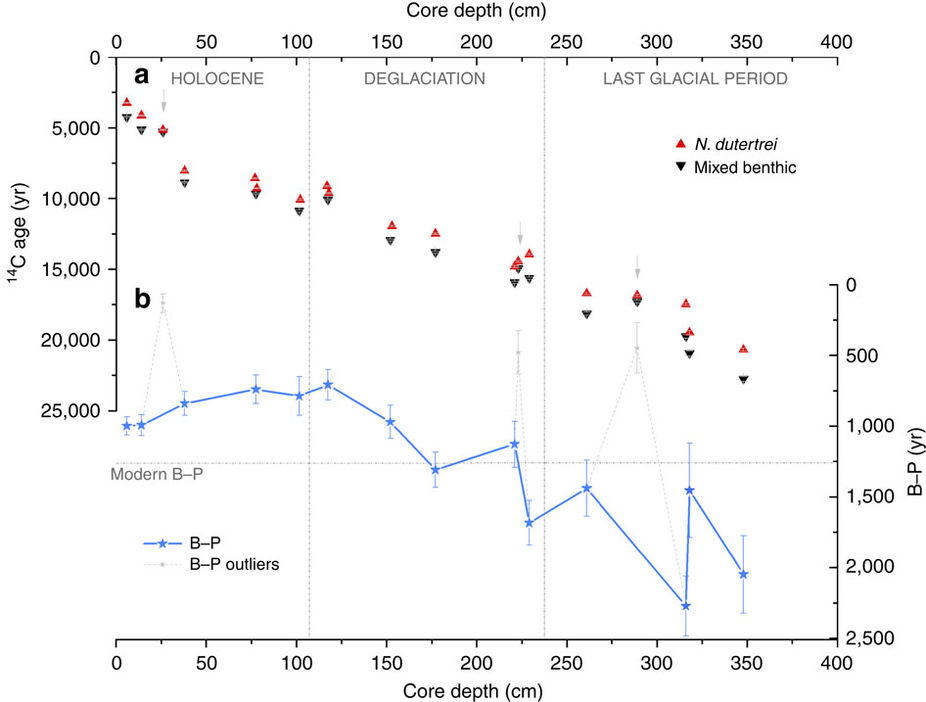 Core depth (cm)
0 50 100 150 200 250 300 350 400
a
HOLOCENE DEGLACIATION LAST GLACIAL PERIOD
0
5,000
10,000
15,000
20,000
25,000
14C age (yr)
N. dutertrei
Mixed benthic
b
0
500
1,000
1,500
2,000
2,500
B–P (yr)
Modern B–P
B–P
B–P outliers
0 50 100 150 200 250 300 350 400
Core depth (cm)